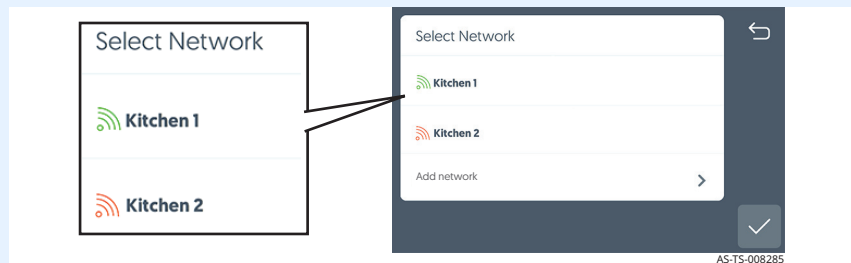 Select Network
Kitchen 1
Kitchen 2
Select Network
Kitchen 1
Kitchen 2
Add network
AS-TS-008285